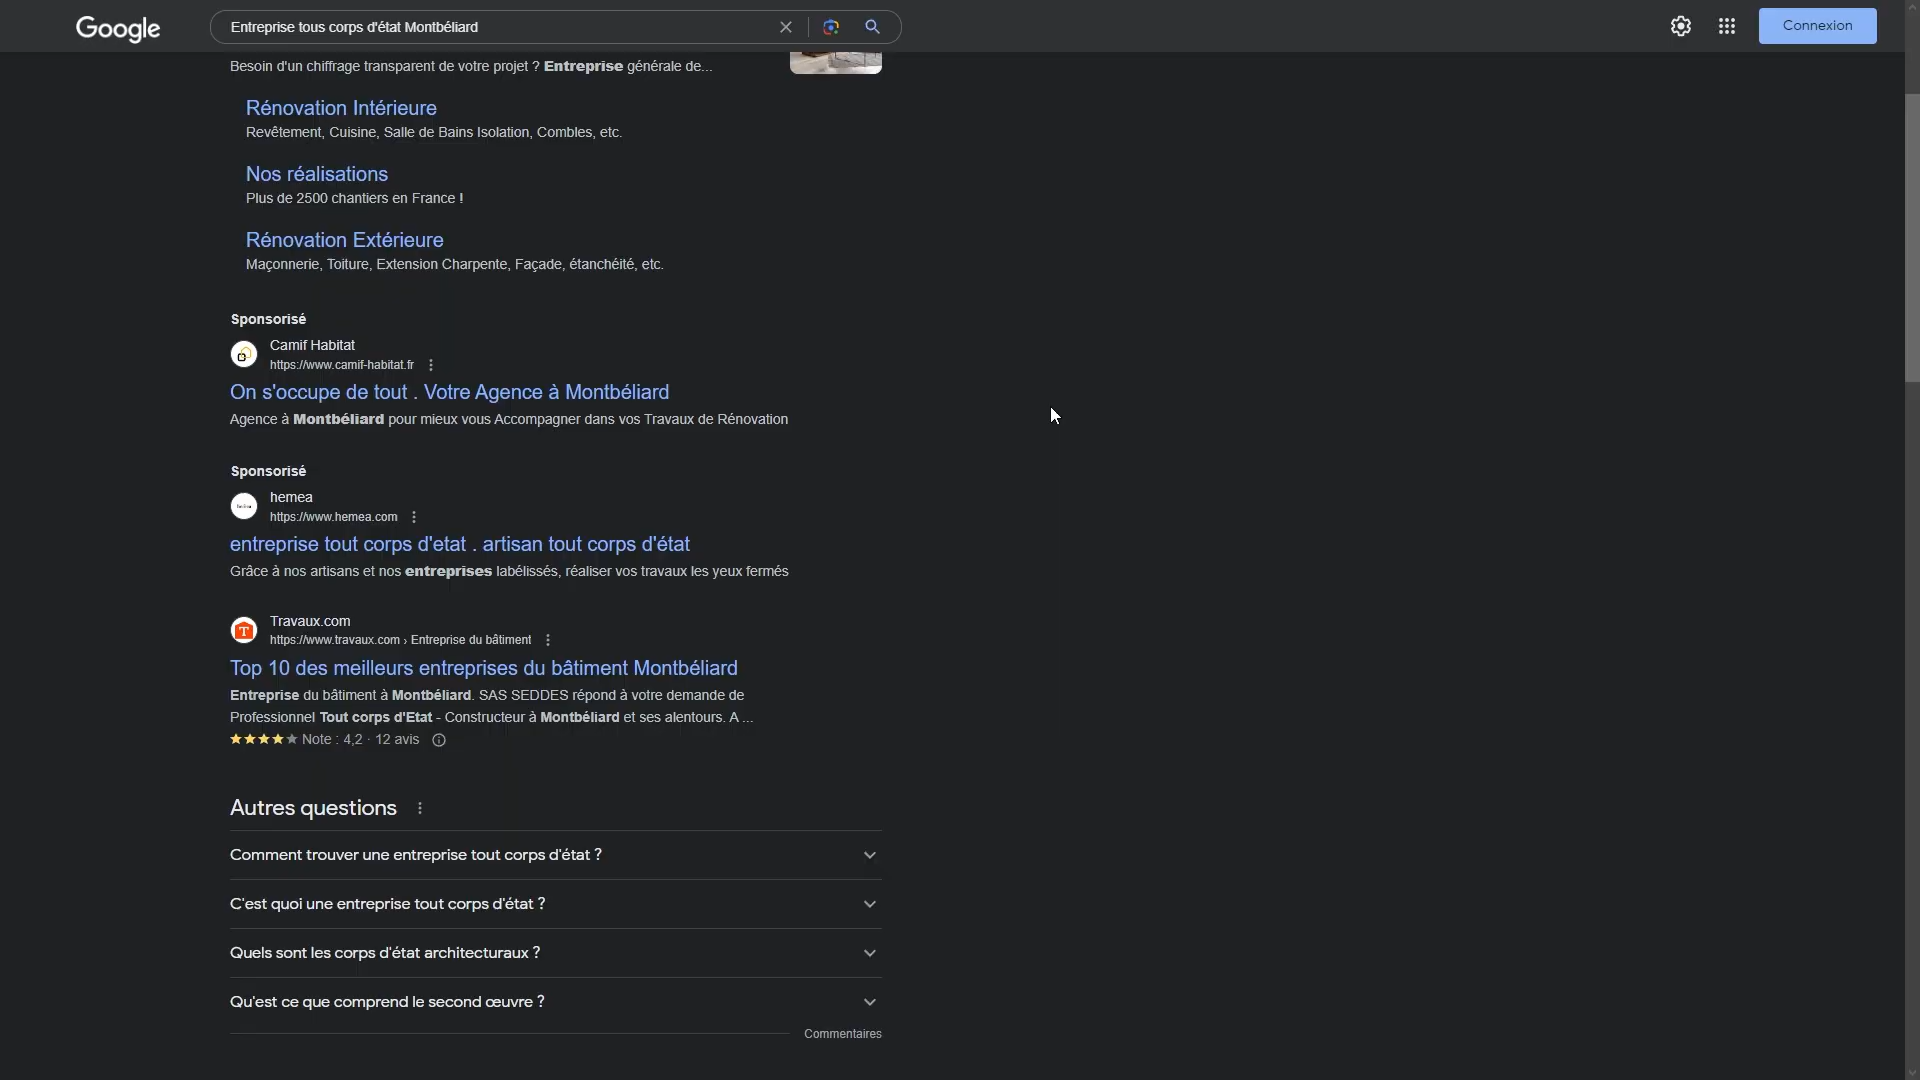 Google
Entreprise tous corps d'état Montbéliard
Connexion
Besoin d'un chiffrage transparent de votre projet ? Entreprise générale de...
Rénovation Intérieure
Revêtement, Cuisine, Salle de Bains Isolation, Combles, etc.
Nos réalisations
Plus de 2500 chantiers en France !
Rénovation Extérieure
Maçonnerie, Toiture, Extension Charpente, Façade, étanchéité, etc.
Sponsorisé
Camif Habitat
https://www.camif-habitat.fr
On s'occupe de tout . Votre Agence à Montbéliard
Agence à Montbéliard pour mieux vous Accompagner dans vos Travaux de Rénovation
Sponsorisé
hemea
https://www.hemea.com
entreprise tout corps d'etat . artisan tout corps d'état
Grâce à nos artisans et nos entreprises labélissés, réaliser vos travaux les yeux fermés
Travaux.com
https://www.travaux.com › Entreprise du bâtiment
Top 10 des meilleurs entreprises du bâtiment Montbéliard
Entreprise du bâtiment à Montbéliard. SAS SEDDES répond à votre demande de
Professionnel Tout corps d'Etat - Constructeur à Montbéliard et ses alentours. A ...
Note : 4,2 · 12 avis
Autres questions
Comment trouver une entreprise tout corps d'état ?
C'est quoi une entreprise tout corps d'état ?
Quels sont les corps d'état architecturaux ?
Qu'est ce que comprend le second œuvre ?
Commentaires